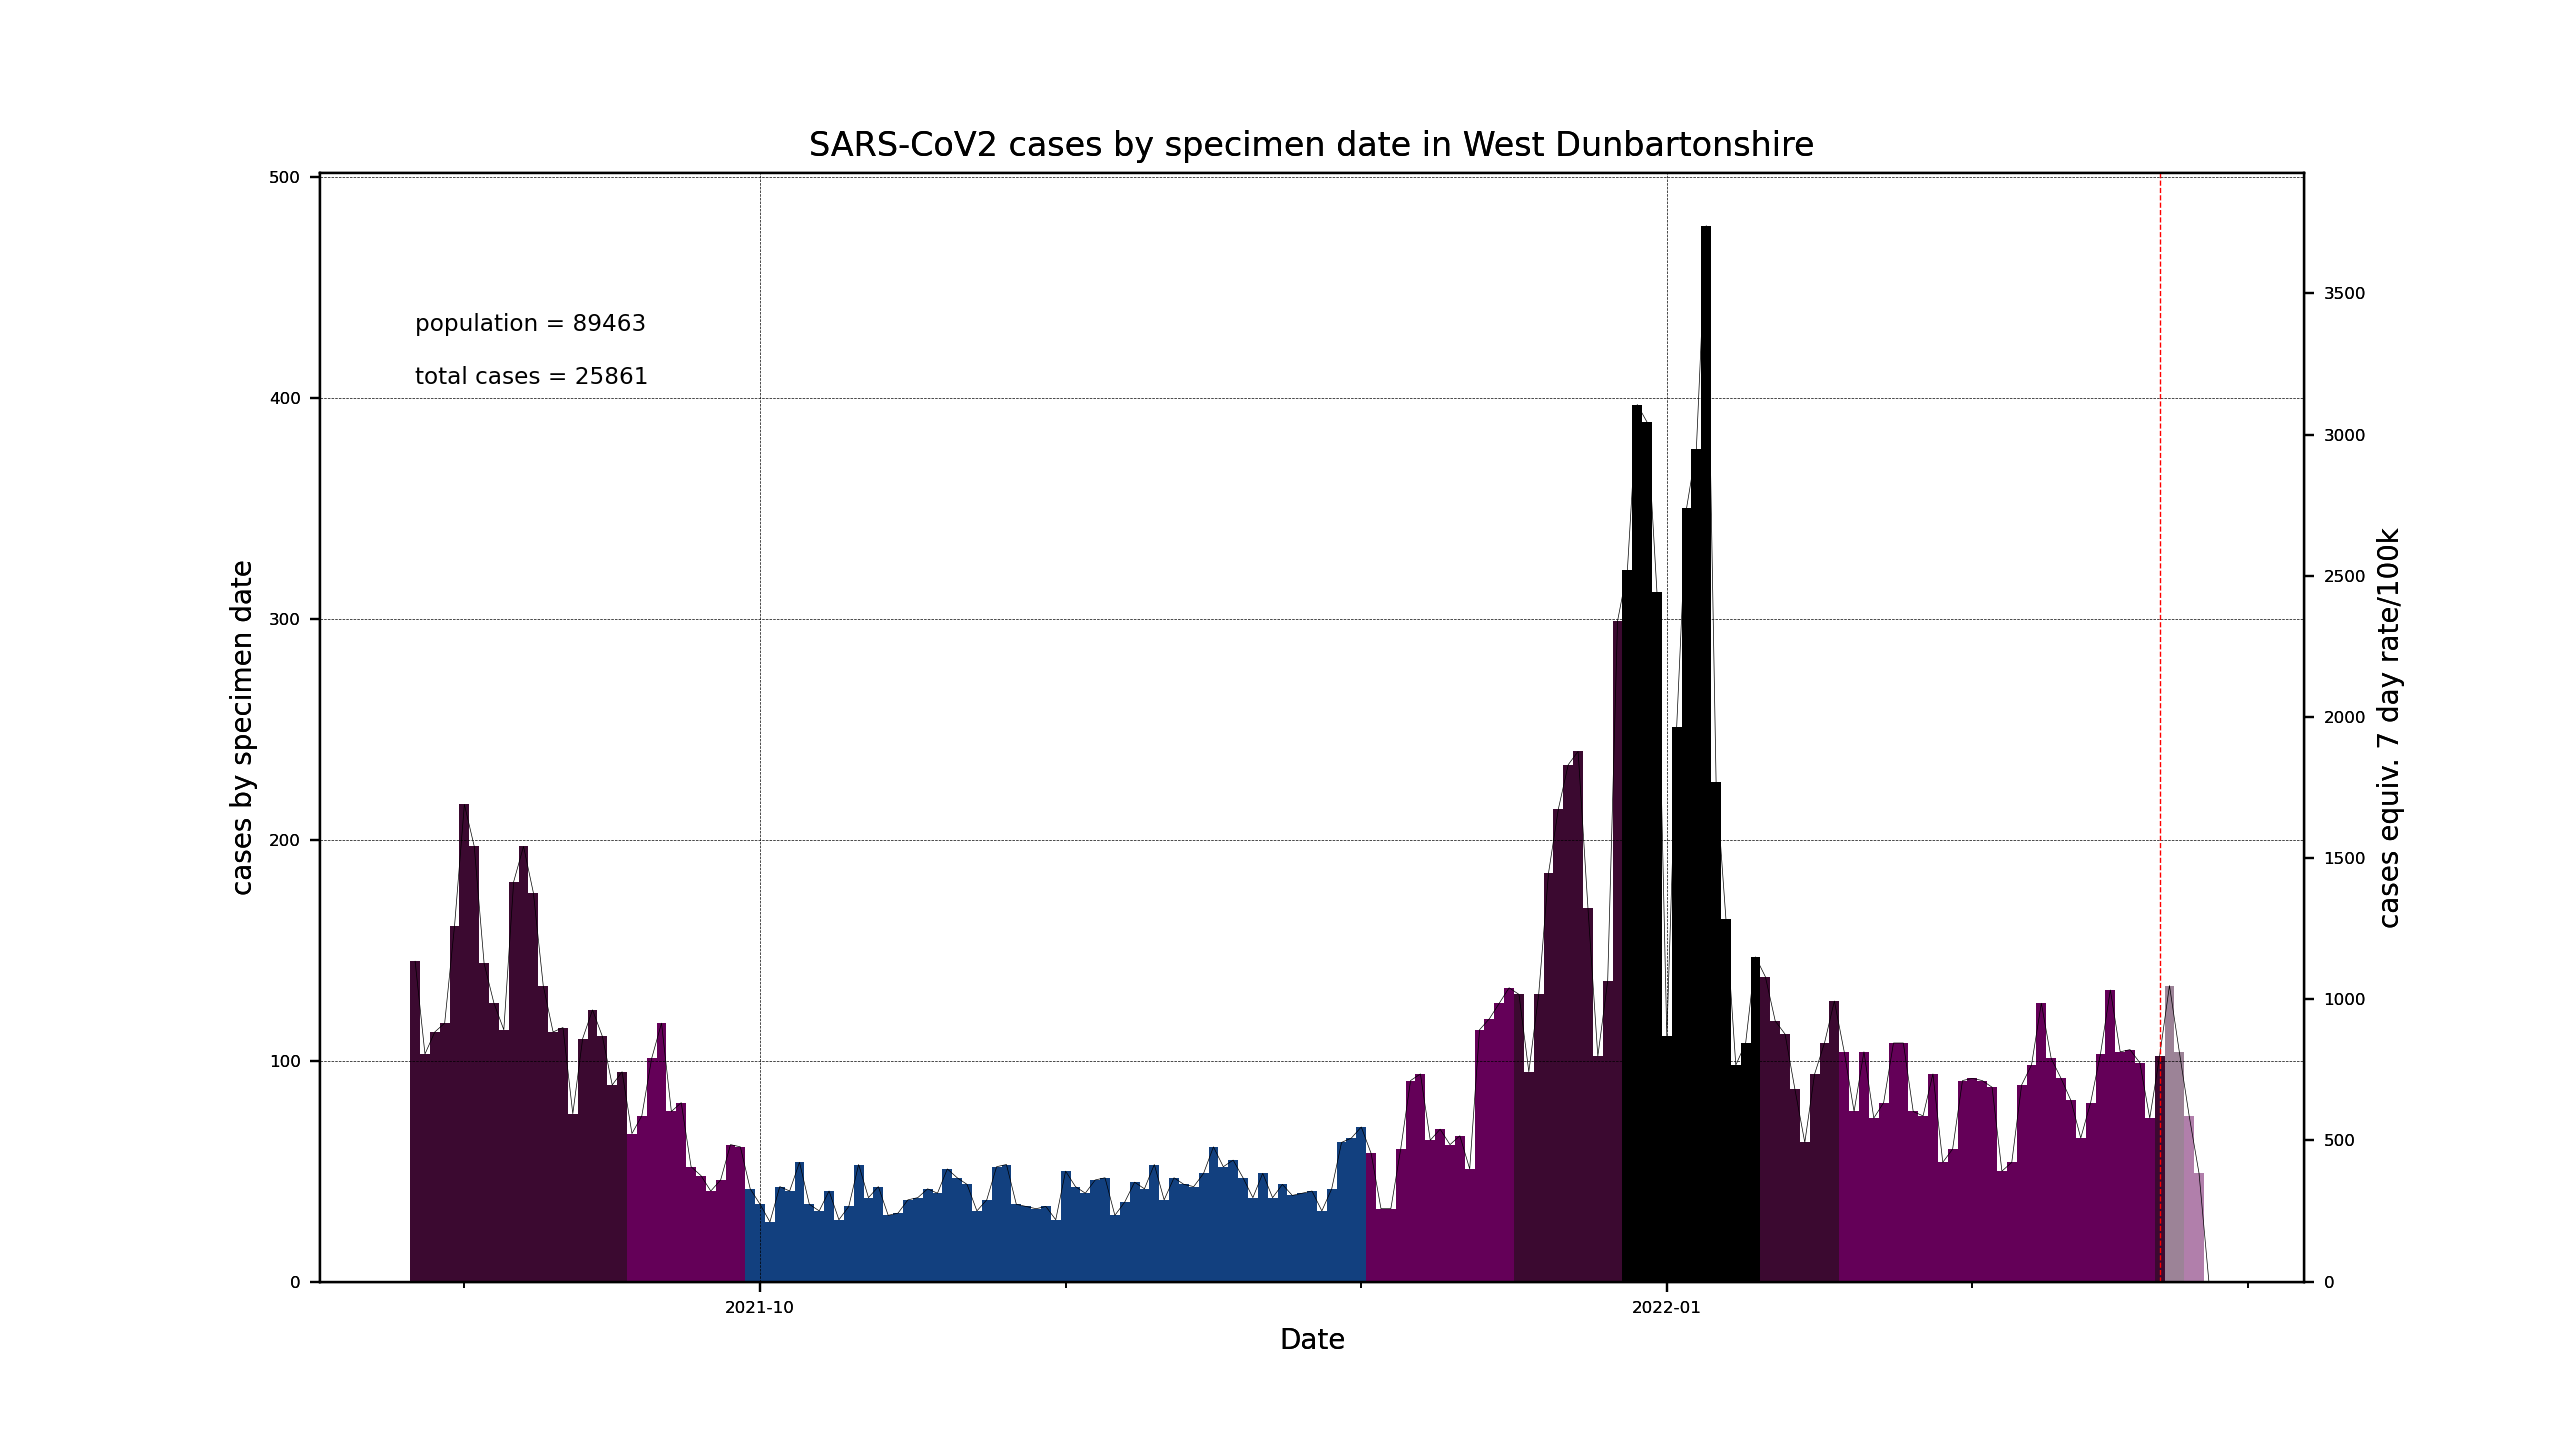 SARS-CoV2 cases by specimen date in West Dunbartonshire
population = 89463
total cases = 25861
cases by specimen date
500
400
300
200
100
0
3500
3000
2500
2000
1500
1000
500
0
cases equiv. 7 day rate/100k
2021-10
2022-01
Date